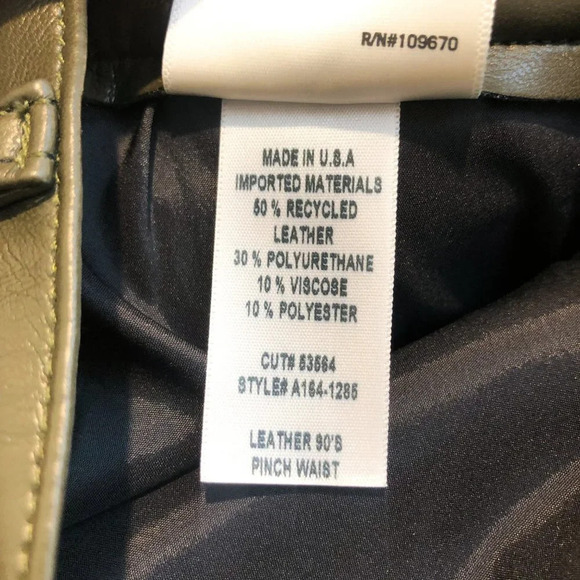 R/N#109670
MADE IN U.S.A
IMPORTED MATERIALS
50 % RECYCLED
LEATHER
30 % POLYURETHANE
10 % VISCOSE
10 % POLYESTER
CUT# 53564
STYLE# A164-1285
LEATHER 90'S
PINCH WAIST